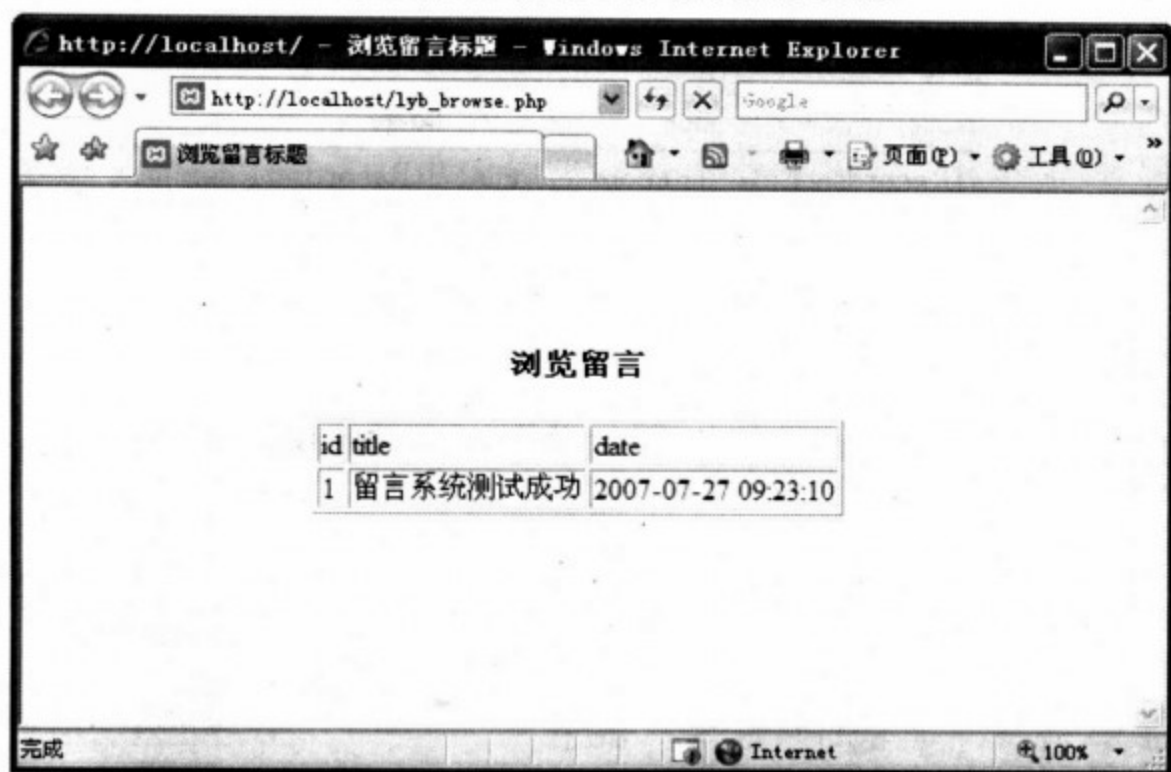 http://localhost/ - 浏览留言标题 - Windows Internet Explorer
http://localhost/lyb_browse.php
Google
浏览留言标题
页面(P)
工具(O)
浏览留言
id title date
1 留言系统测试成功 2007-07-27 09:23:10
完成
Internet
100%